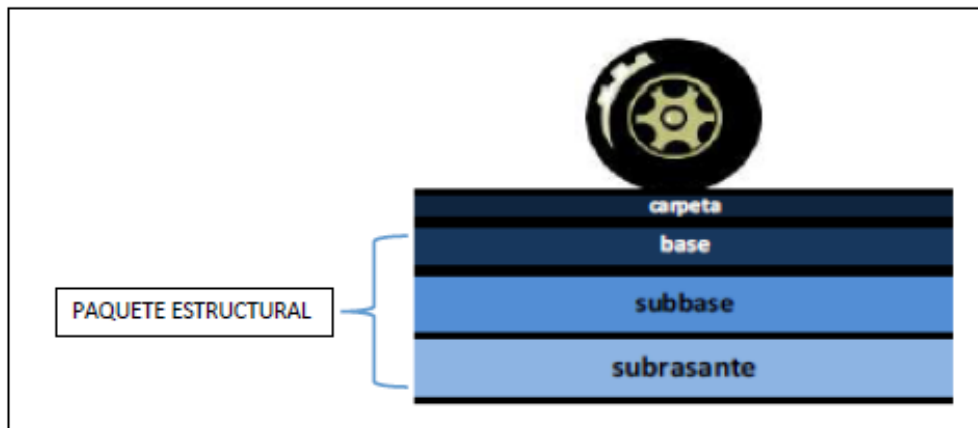 carpeta
base
subbase
PAQUETE ESTRUCTURAL
subrasante